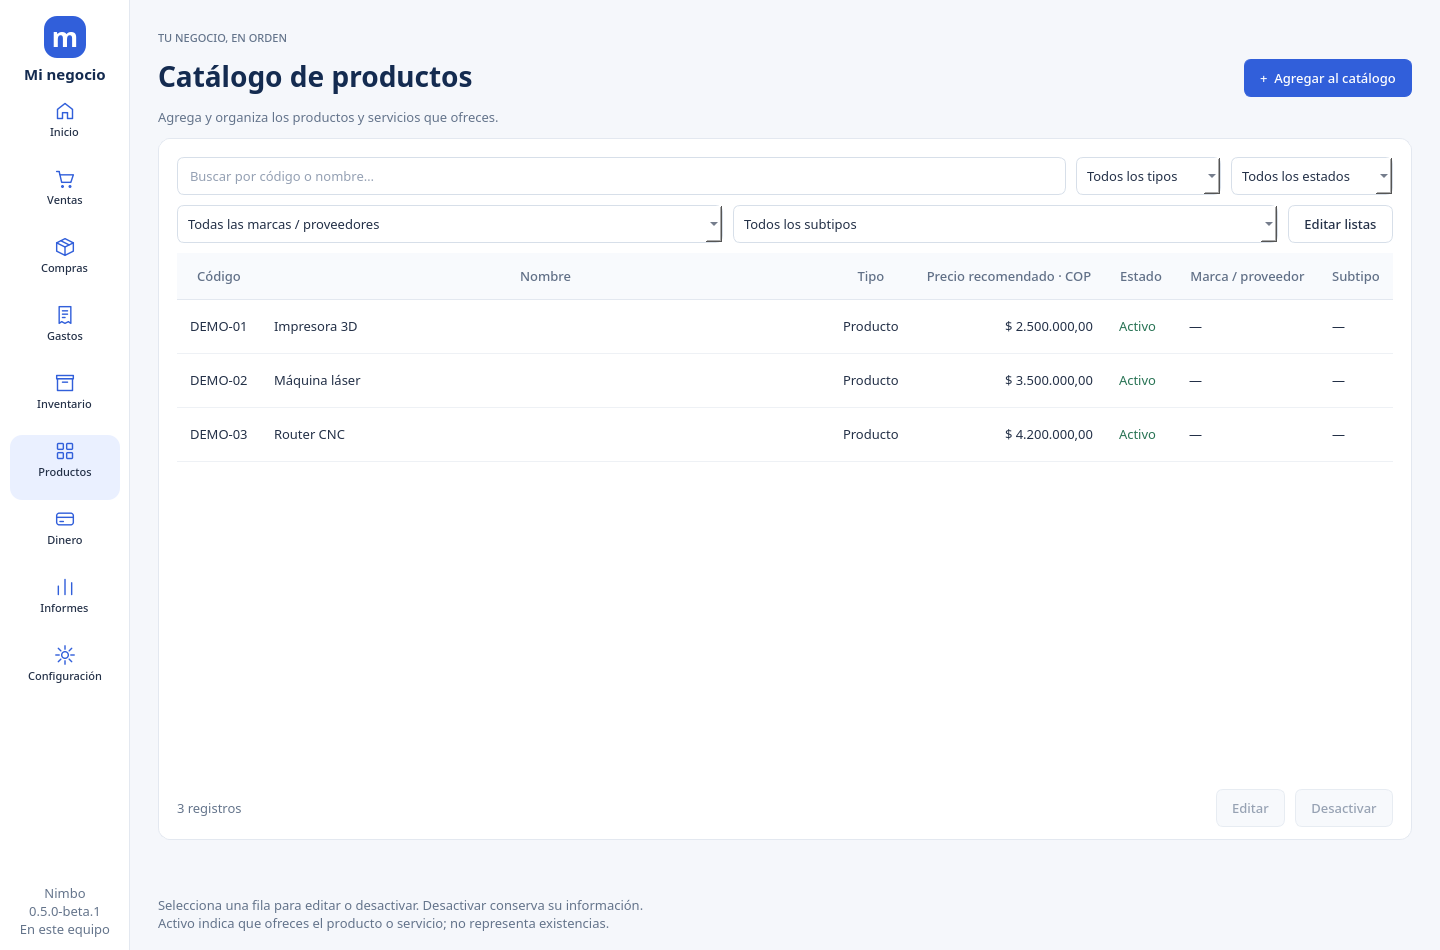 m
Mi negocio
Inicio
Ventas
Compras
Gastos
Inventario
Productos
Dinero
Informes
Configuración
Nimbo
0.5.0-beta.1
En este equipo
TU NEGOCIO, EN ORDEN
Catálogo de productos
+ Agregar al catálogo
Agrega y organiza los productos y servicios que ofreces.
Buscar por código o nombre... Todos los tipos Todos los estados
Todas las marcas / proveedores Todos los subtipos Editar listas
Código Nombre Tipo Precio recomendado · COP Estado Marca / proveedor Subtipo
DEMO-01 Impresora 3D Producto $ 2.500.000,00 Activo — —
DEMO-02 Máquina láser Producto $ 3.500.000,00 Activo — —
DEMO-03 Router CNC Producto $ 4.200.000,00 Activo — —
3 registros Editar Desactivar
Selecciona una fila para editar o desactivar. Desactivar conserva su información.
Activo indica que ofreces el producto o servicio; no representa existencias.